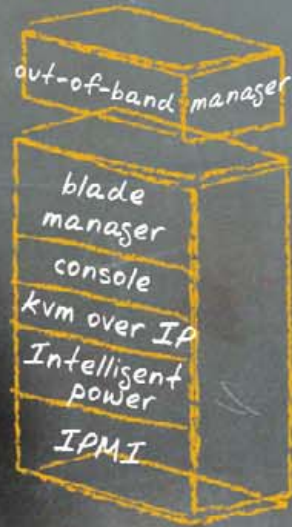 out-of-band manager
blade
manager
console
kvm over IP
Intelligent
power
IPMI